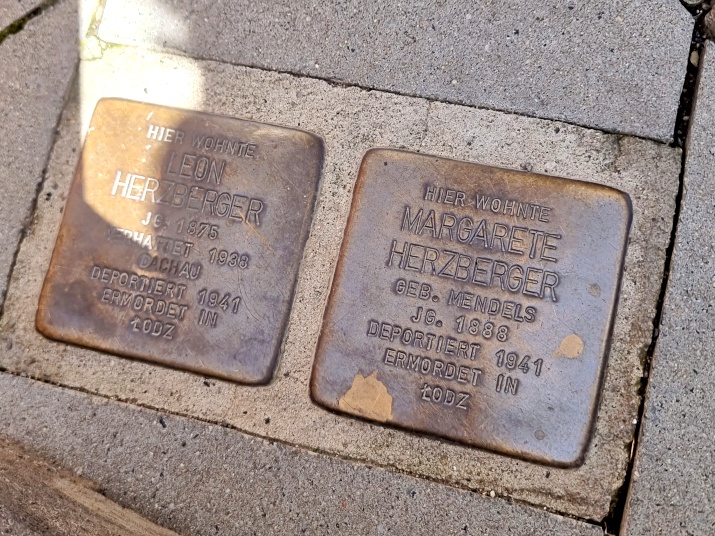 HIER WOHNTE
LEON
HERZBERGER
JG. 1875
VERHAFTET 1938
DACHAU
DEPORTIERT 1941
ERMORDET IN
ŁODZ
HIER WOHNTE
MARGARETE
HERZBERGER
GEB. MENDELS
JG. 1888
DEPORTIERT 1941
ERMORDET IN
ŁODZ